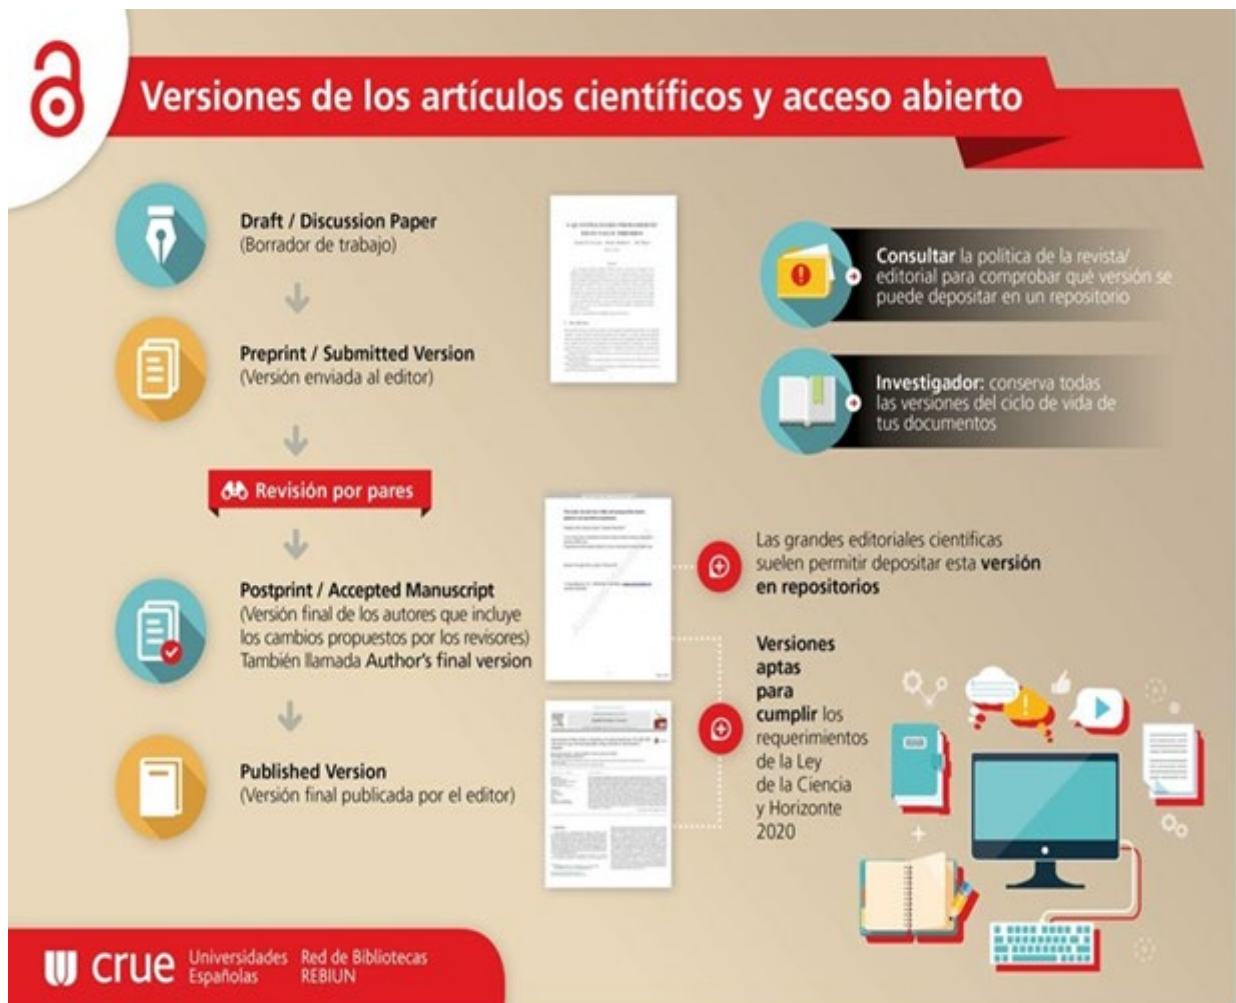 Versiones de los artículos científicos y acceso abierto
Draft / Discussion Paper
(Borrador de trabajo)
Preprint / Submitted Version
(Versión enviada al editor)
Revisión por pares
Postprint / Accepted Manuscript
(Versión final de los autores que incluye
los cambios propuestos por los revisores)
También llamada Author's final version
Published Version
(Versión final publicada por el editor)
Consultar la política de la revista/
editorial para comprobar qué versión se
puede depositar en un repositorio
Investigador: conserva todas
las versiones del ciclo de vida de
tus documentos
Las grandes editoriales científicas
suelen permitir depositar esta versión
en repositorios
Versiones
aptas
para
cumplir los
requerimientos
de la Ley
de la Ciencia
y Horizonte
2020
crue
Universidades
Españolas
Red de Bibliotecas
REBIUN